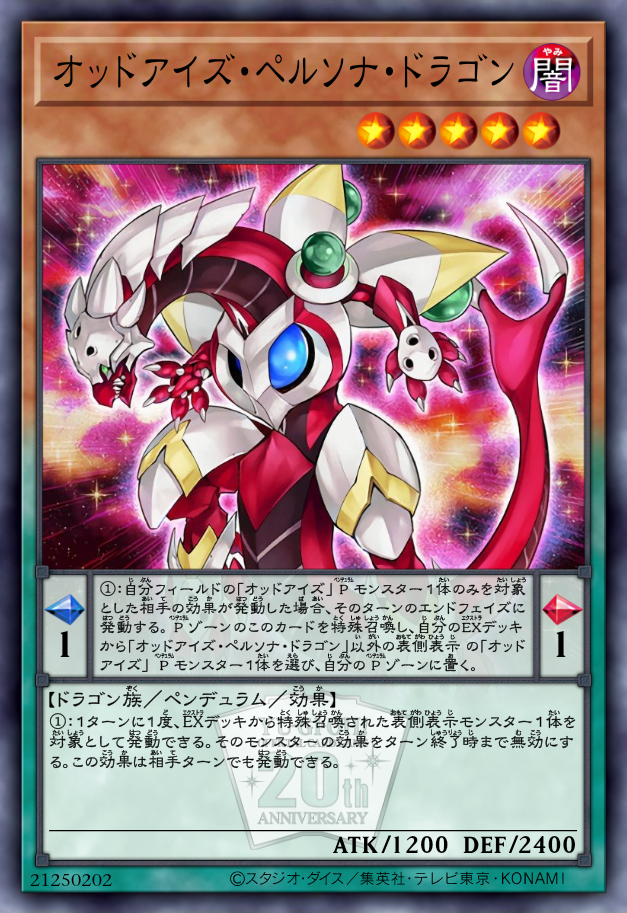 オッドアイズ・ペルソナ・ドラゴン
闇
やみ
①：自分フィールドの「オッドアイズ」Pモンスター1体のみを対象
とした相手の効果が発動した場合、そのターンのエンドフェイズに
発動する。Pゾーンのこのカードを特殊召喚し、自分のEXデッキ
から「オッドアイズ・ペルソナ・ドラゴン」以外の表側表示の「オッド
アイズ」Pモンスター1体を選び、自分のPゾーンに置く。
1
1
【ドラゴン族／ペンデュラム／効果】
①：1ターンに1度、EXデッキから特殊召喚された表側表示モンスター1体を
対象として発動できる。そのモンスターの効果をターン終了時まで無効にす
る。この効果は相手ターンでも発動できる。
20th
ANNIVERSARY
ATK/1200 DEF/2400
21250202
©スタジオ・ダイス／集英社・テレビ東京・KONAMI